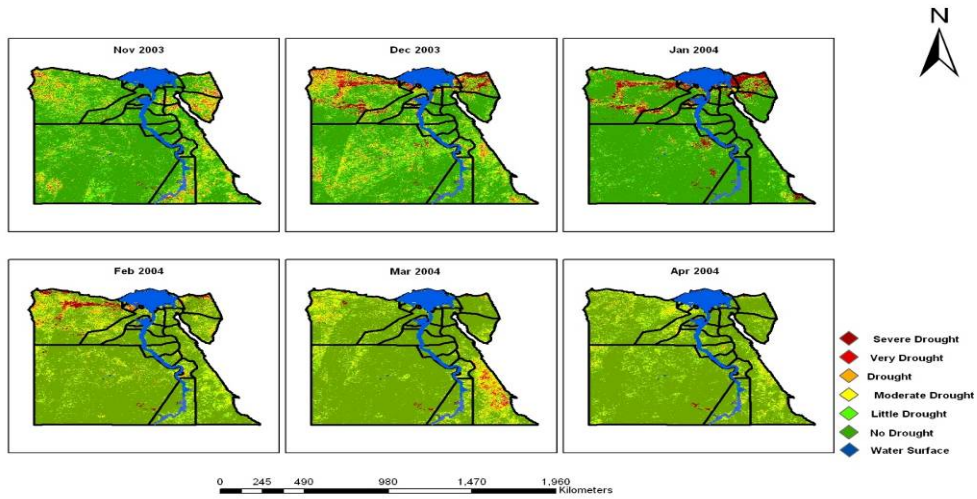 N
Nov 2003
Dec 2003
Jan 2004
Feb 2004
Mar 2004
Apr 2004
Severe Drought
Very Drought
Drought
Moderate Drought
Little Drought
No Drought
Water Surface
0 245 490 980 1,470 1,960
Kilometers